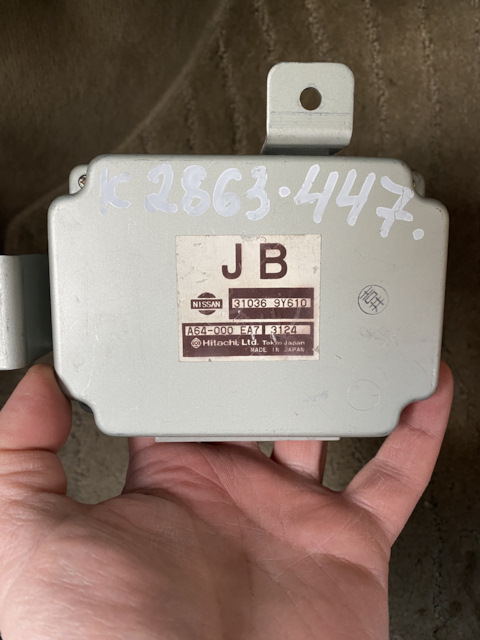 K 2863.447.
JB
NISSAN
31036 9Y610
A64-000 EA7 3124
Hitachi, Ltd. Tokyo Japan
MADE IN JAPAN